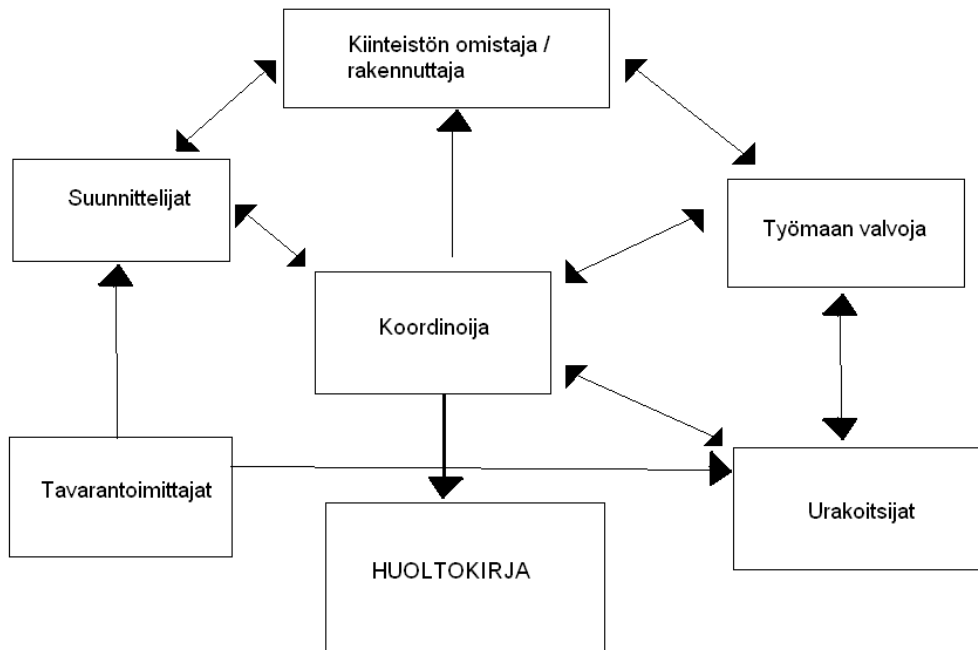 Kiinteistön omistaja /
rakennuttaja
Suunnittelijat
Työmaan valvoja
Koordinoija
Tavarantoimittajat
Urakoitsijat
HUOLTOKIRJA